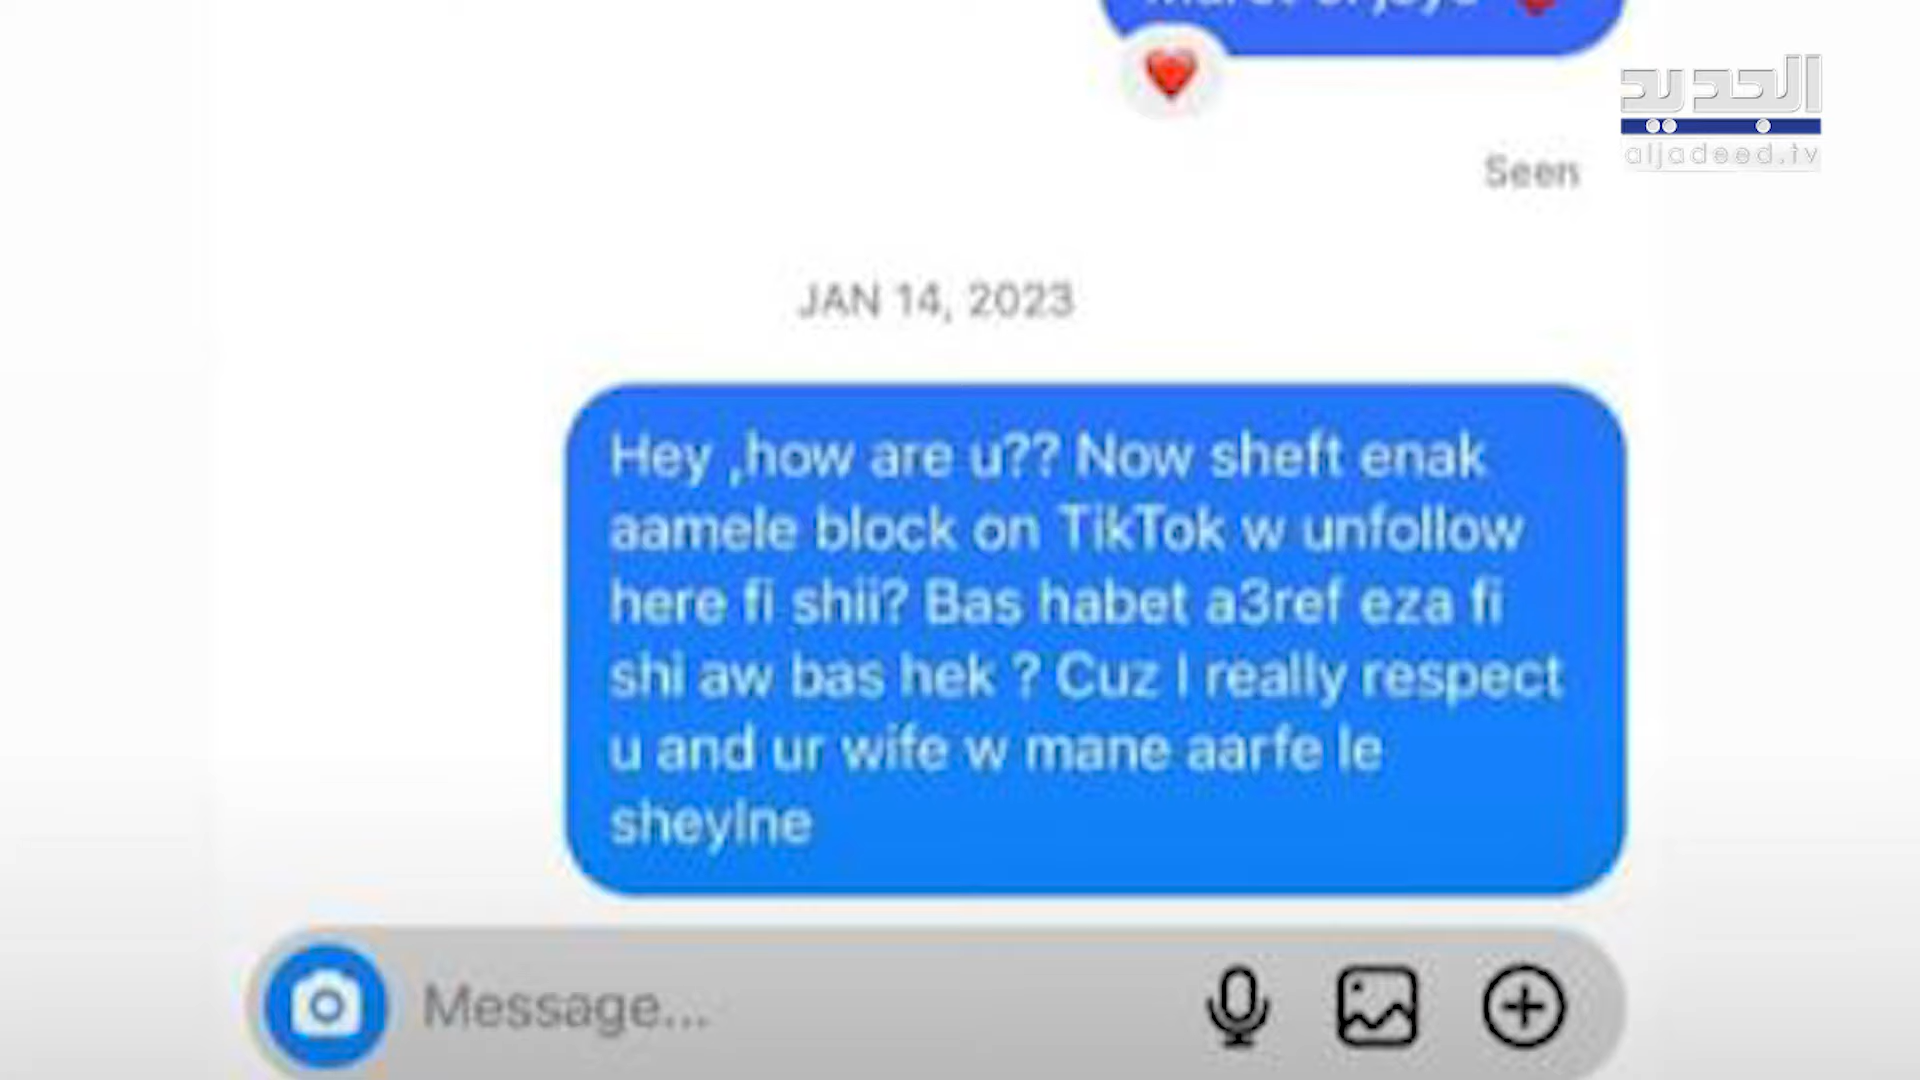 الجديد
aljadeed.tv
Seen
JAN 14, 2023
Hey ,how are u?? Now sheft enak
aamele block on TikTok w unfollow
here fi shii? Bas habet a3ref eza fi
shi aw bas hek ? Cuz I really respect
u and ur wife w mane aarfe le
sheylne
Message...